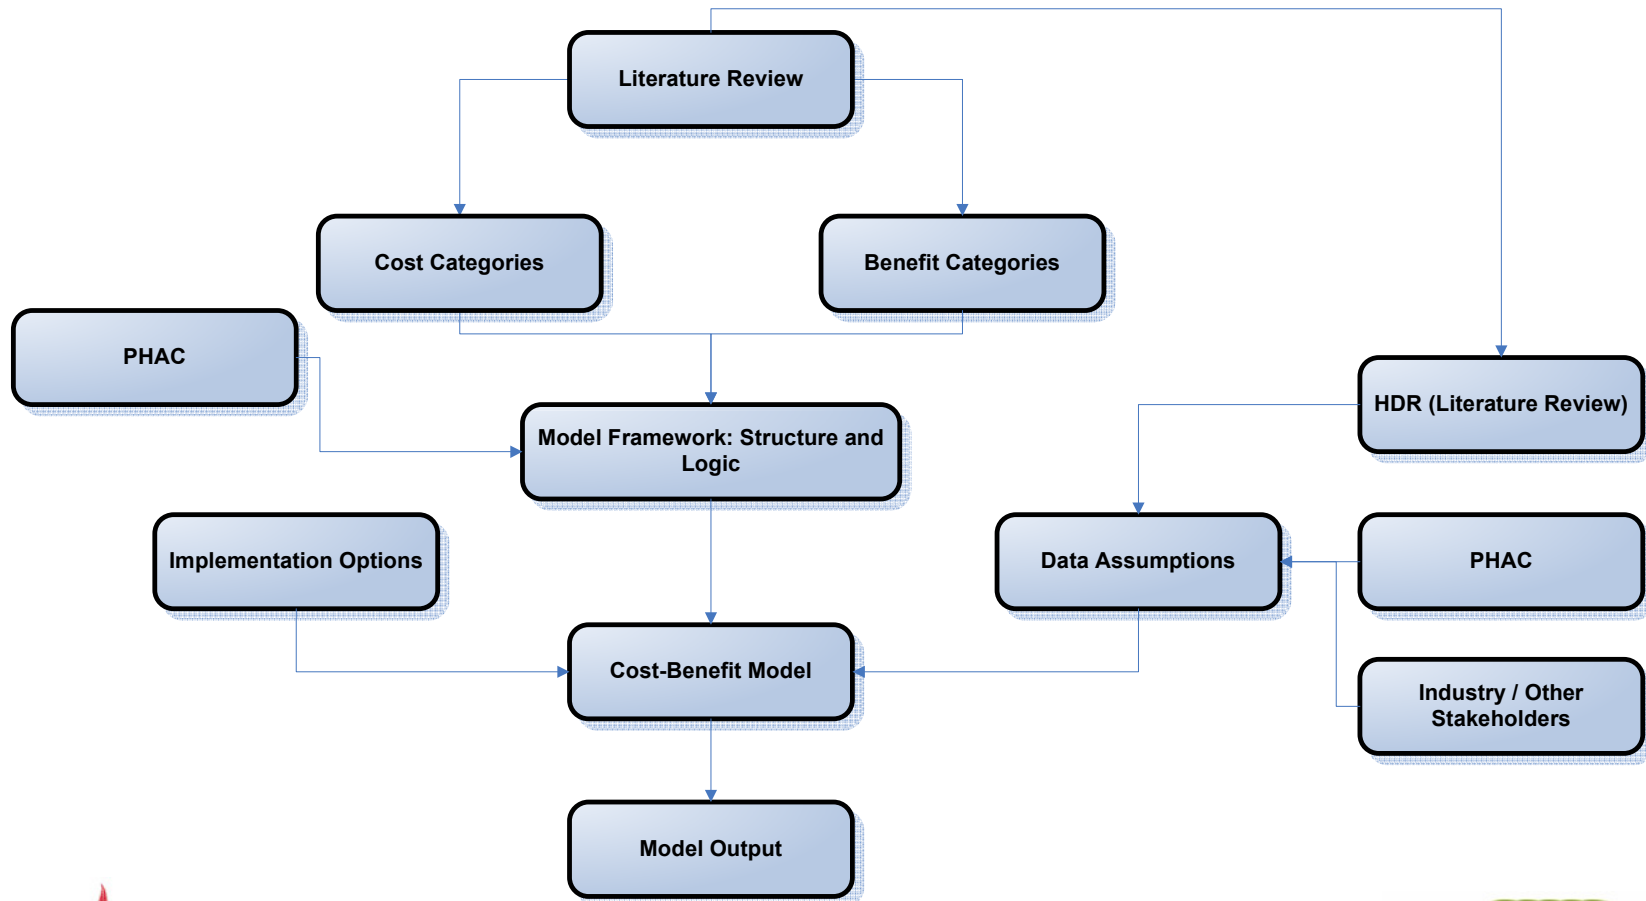 Literature Review
Cost Categories
Benefit Categories
PHAC
HDR (Literature Review)
Model Framework: Structure and
Logic
Implementation Options
Data Assumptions
PHAC
Cost-Benefit Model
Industry / Other
Stakeholders
Model Output